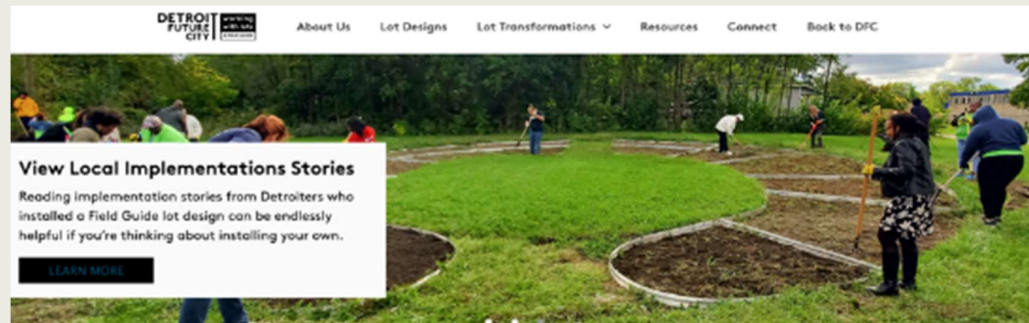 DETROIT
FUTURE
CITY
working
with lots
About Us
Lot Designs
Lot Transformations
Resources
Connect
Back to DFC
View Local Implementations Stories
Reading implementation stories from Detroiters who
installed a Field Guide lot design can be endlessly
helpful if you're thinking about installing your own.
LEARN MORE